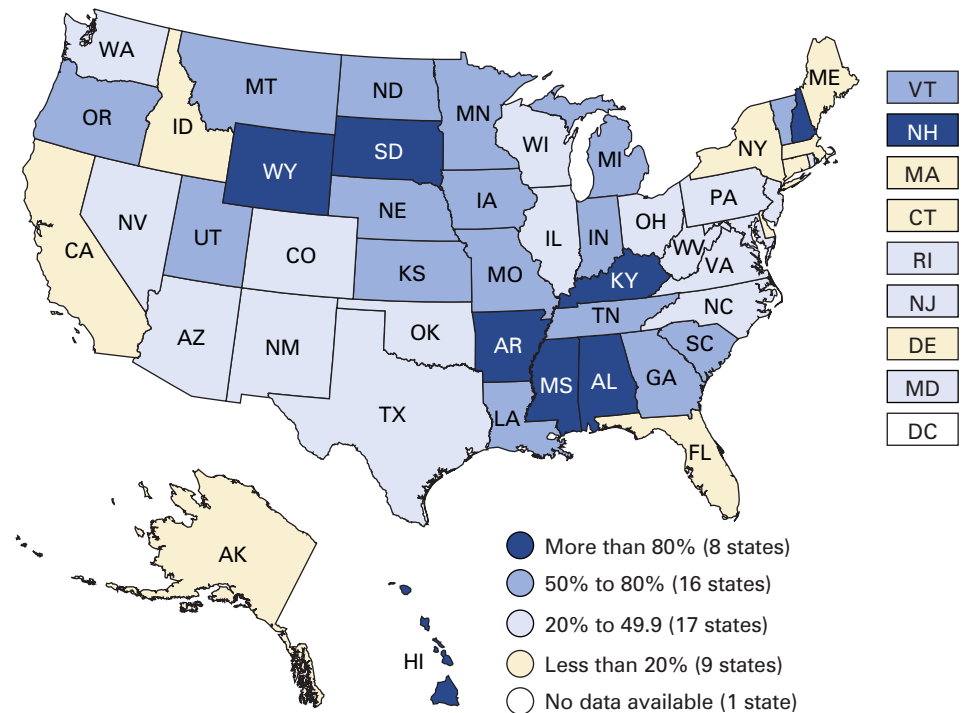 WA
MT
ND
MN
ME
VT
OR
ID
WI
NH
SD
NY
WY
MI
MA
IA
PA
CT
NE
NV
OH
IL
IN
UT
CO
WV
RI
CA
VA
KS
MO
KY
NJ
NC
TN
OK
DE
AZ
NM
AR
SC
MS
AL
GA
MD
TX
LA
DC
FL
AK
HI
More than 80% (8 states)
50% to 80% (16 states)
20% to 49.9 (17 states)
Less than 20% (9 states)
No data available (1 state)